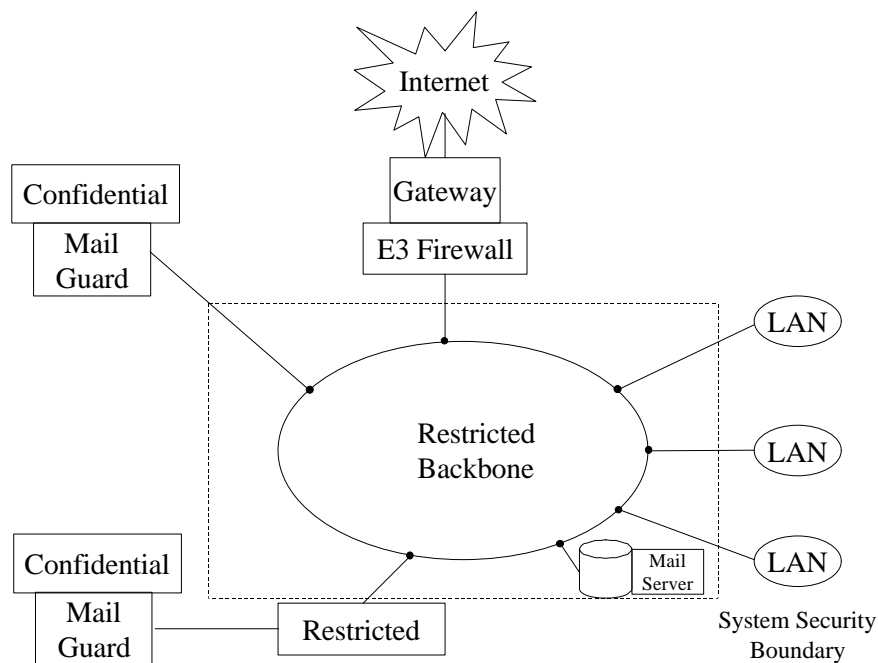 Internet
Gateway
E3 Firewall
Confidential
Mail
Guard
LAN
Restricted
Backbone
LAN
LAN
Mail
Server
Confidential
Mail
Guard
Restricted
System Security
Boundary